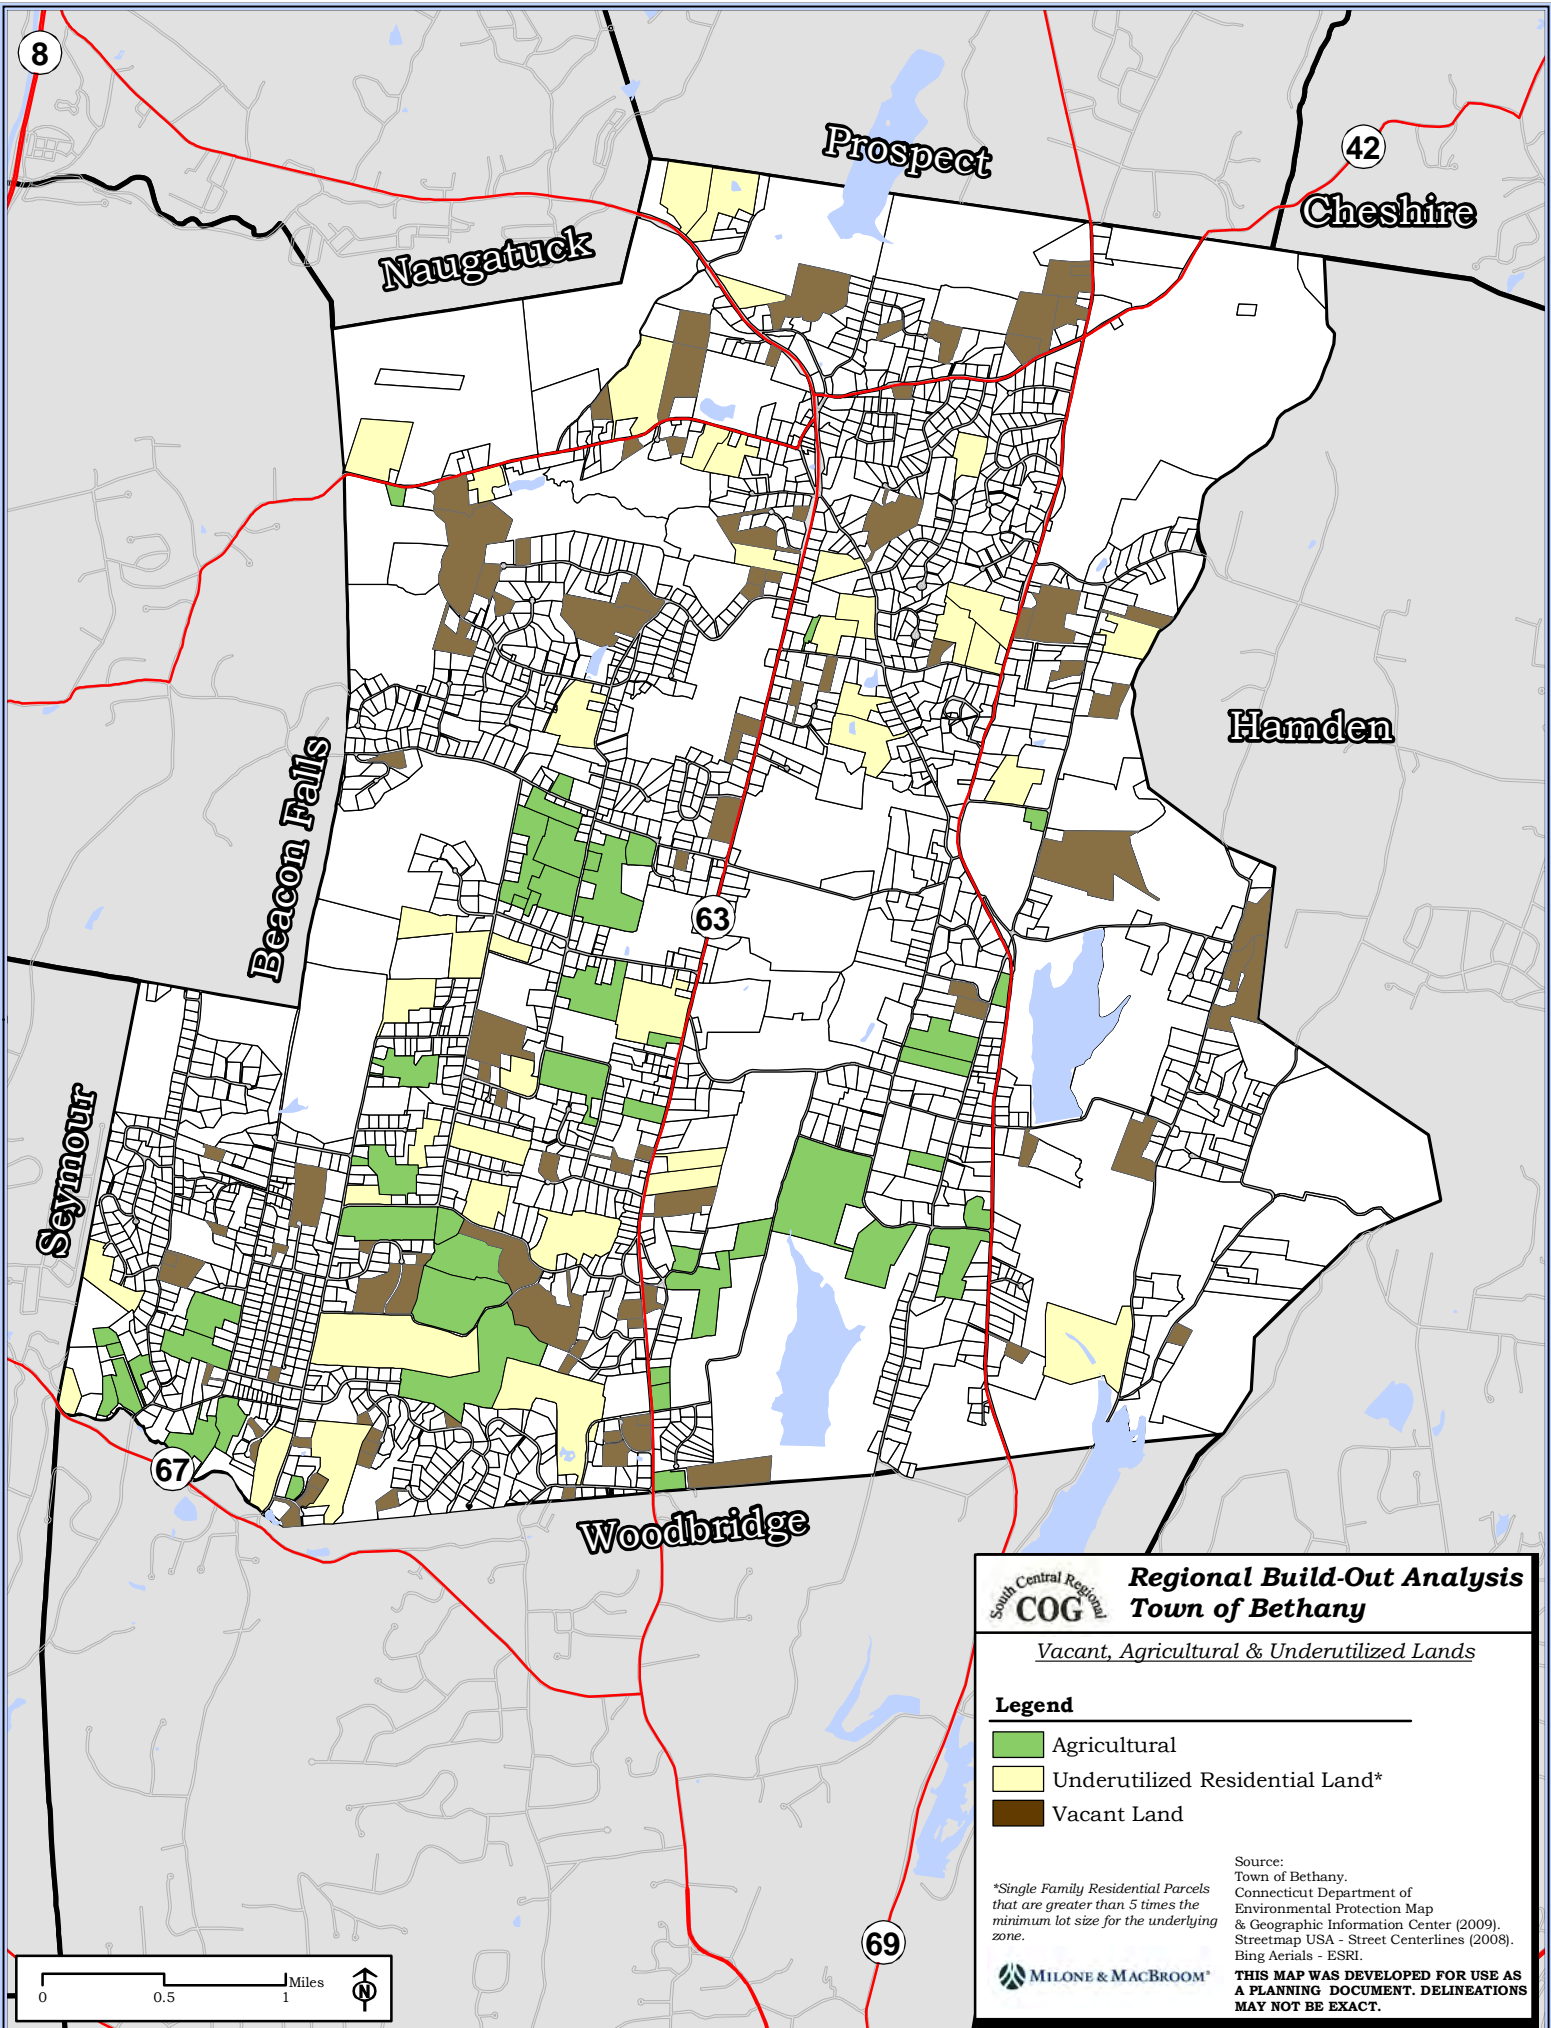 8
Prospect
42
Cheshire
Naugatuck
Hamden
Beacon Falls
63
Seymour
67
Woodbridge
South Central Regional
COG
Regional Build-Out Analysis
Town of Bethany
Vacant, Agricultural & Underutilized Lands
Legend
Agricultural
Underutilized Residential Land*
Vacant Land
*Single Family Residential Parcels
that are greater than 5 times the
minimum lot size for the underlying
zone.
MILONE & MACBROOM®
Source:
Town of Bethany.
Connecticut Department of
Environmental Protection Map
& Geographic Information Center (2009).
Streetmap USA - Street Centerlines (2008).
Bing Aerials - ESRI.
THIS MAP WAS DEVELOPED FOR USE AS
A PLANNING DOCUMENT. DELINEATIONS
MAY NOT BE EXACT.
69
Miles
0 0.5 1
N